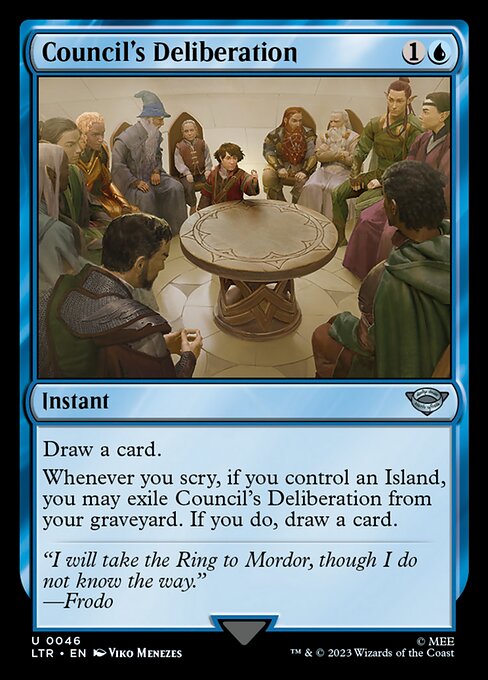 Council's Deliberation 1
Instant
Draw a card.
Whenever you scry, if you control an Island,
you may exile Council's Deliberation from
your graveyard. If you do, draw a card.
“I will take the Ring to Mordor, though I do
not know the way.”
—Frodo
U 0046
LTR • EN Viko Menezes
© MEE
™ & © 2023 Wizards of the Coast